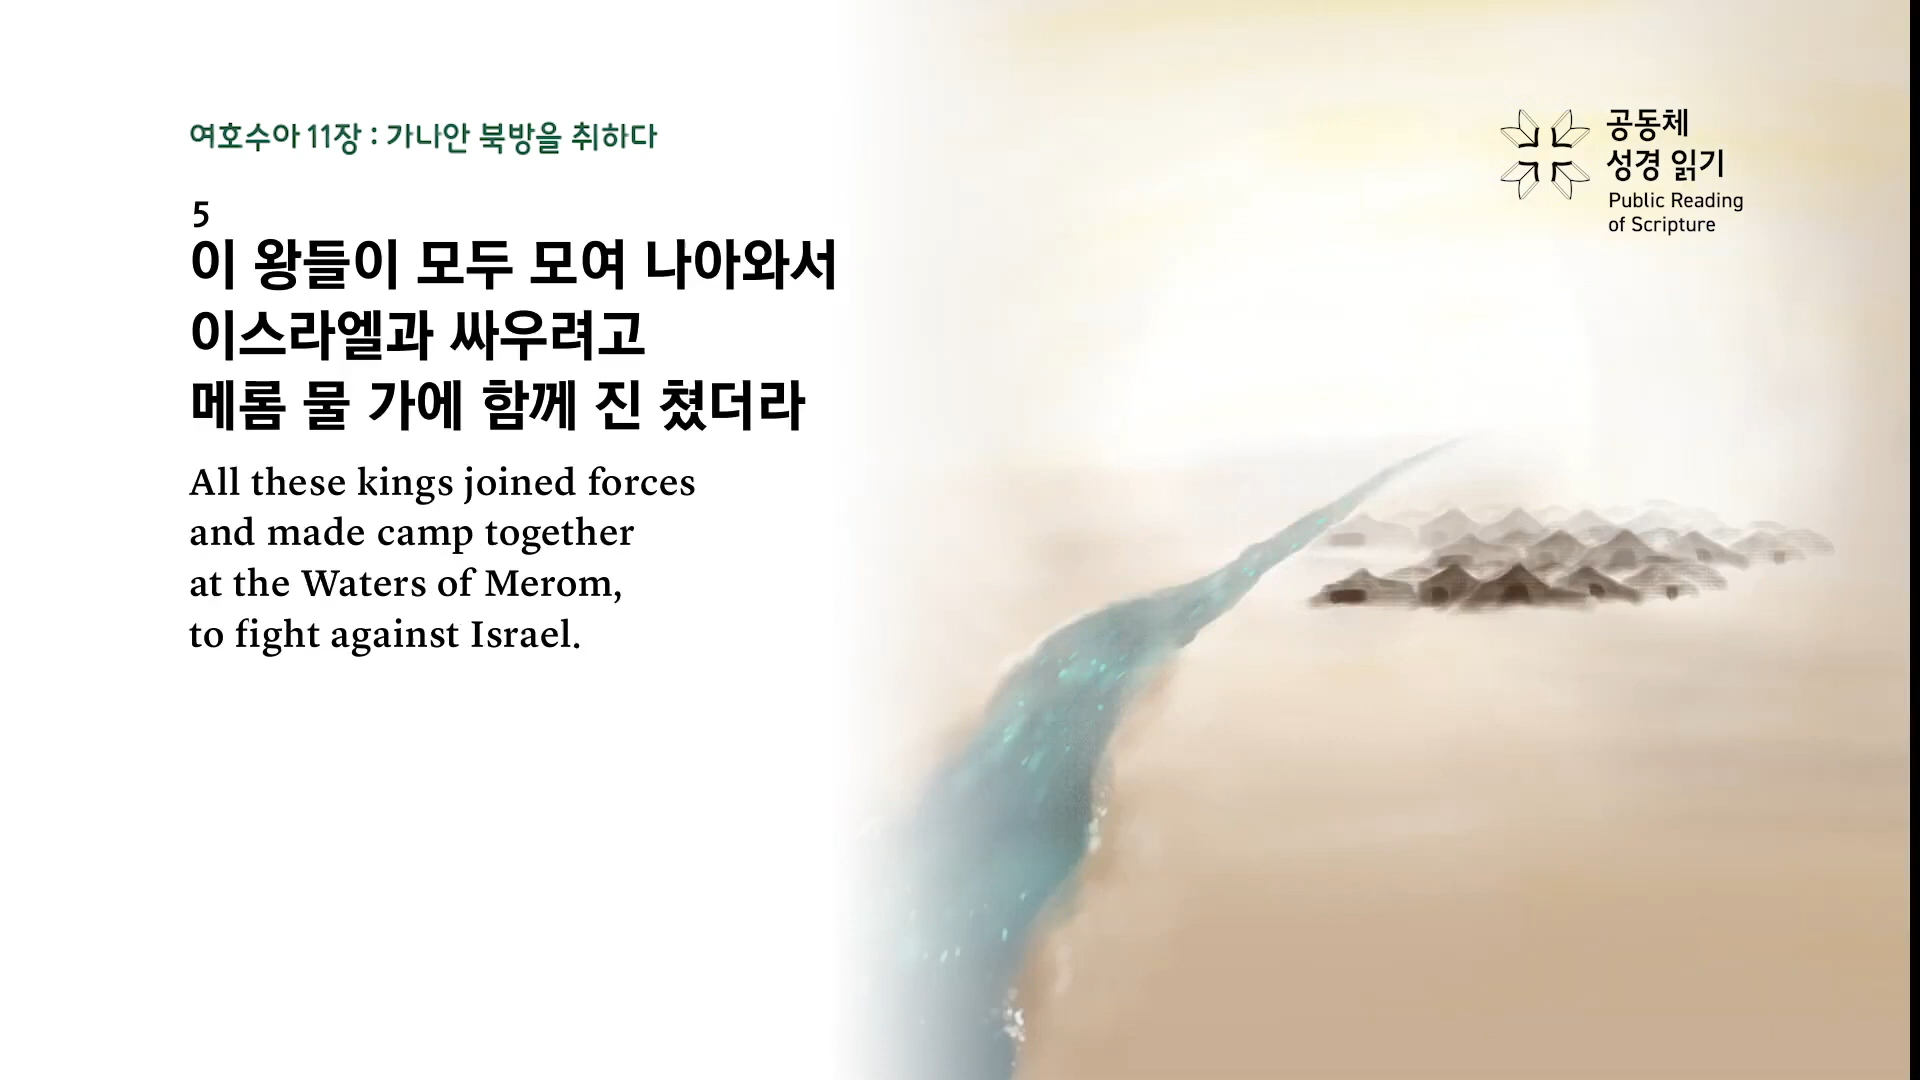 여호수아 11장 : 가나안 북방을 취하다
5
이 왕들이 모두 모여 나아와서
이스라엘과 싸우려고
메롬 물 가에 함께 진 쳤더라
All these kings joined forces
and made camp together
at the Waters of Merom,
to fight against Israel.
공동체
성경 읽기
Public Reading
of Scripture